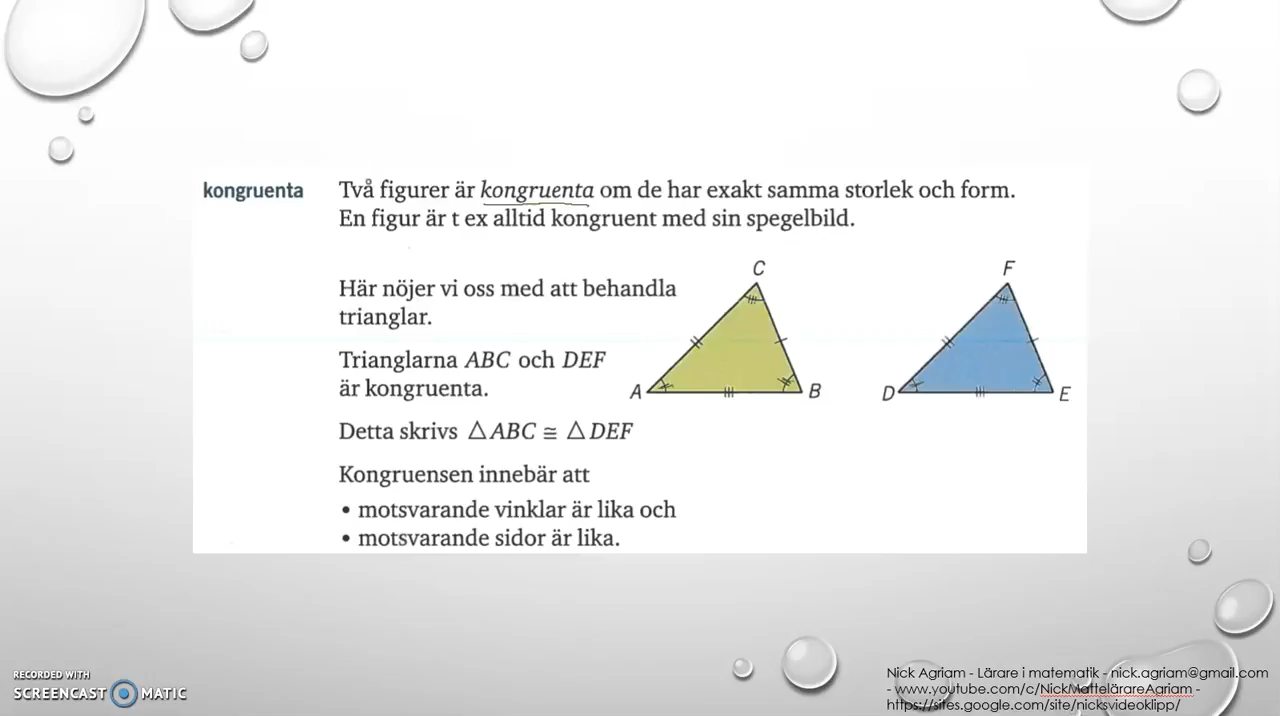 kongruenta
Två figurer är kongruenta om de har exakt samma storlek och form.
En figur är t ex alltid kongruent med sin spegelbild.
Här nöjer vi oss med att behandla
trianglar.
Trianglarna ABC och DEF
är kongruenta.
Detta skrivs △ABC ≅ △DEF
Kongruensen innebär att
• motsvarande vinklar är lika och
• motsvarande sidor är lika.
C
A
B
F
D
E
RECORDED WITH
SCREENCAST MATIC
Nick Agriam - Lärare i matematik - nick.agriam@gmail.com
- www.youtube.com/c/NickMattelärareAgriam -
https://sites.google.com/site/nicksvideoklipp/